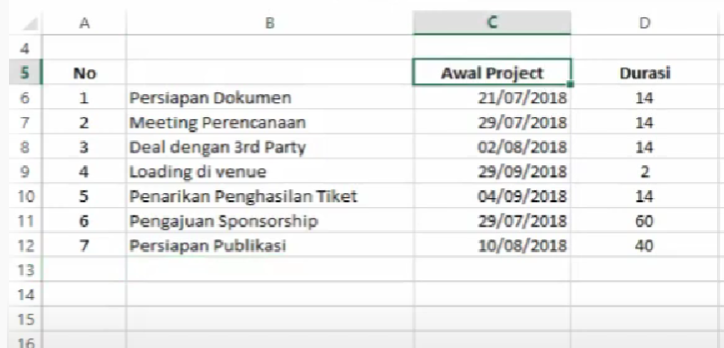 A B C D
4
5 No Awal Project Durasi
6 1 Persiapan Dokumen 21/07/2018 14
7 2 Meeting Perencanaan 29/07/2018 14
8 3 Deal dengan 3rd Party 02/08/2018 14
9 4 Loading di venue 29/09/2018 2
10 5 Penarikan Penghasilan Tiket 04/09/2018 14
11 6 Pengajuan Sponsorship 29/07/2018 60
12 7 Persiapan Publikasi 10/08/2018 40
13
14
15
16